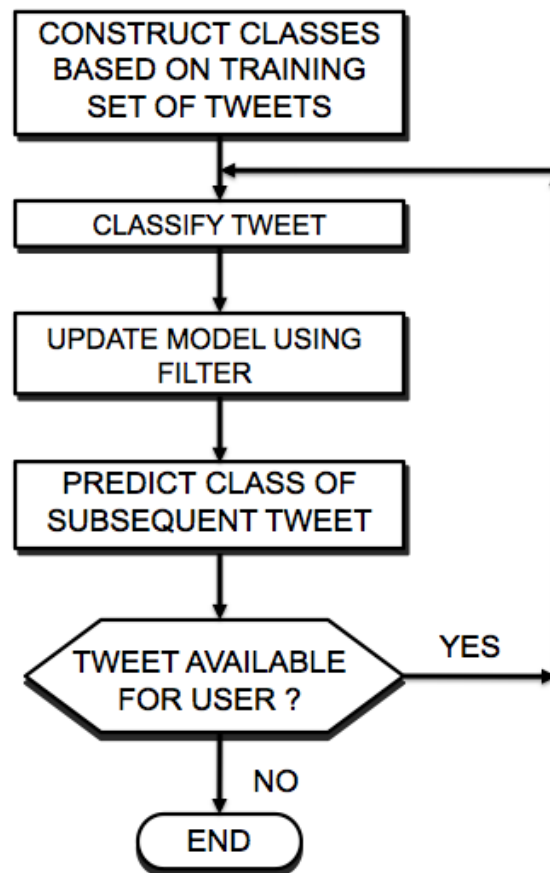 CONSTRUCT CLASSES
BASED ON TRAINING
SET OF TWEETS
CLASSIFY TWEET
UPDATE MODEL USING
FILTER
PREDICT CLASS OF
SUBSEQUENT TWEET
TWEET AVAILABLE
FOR USER ?
YES
NO
END